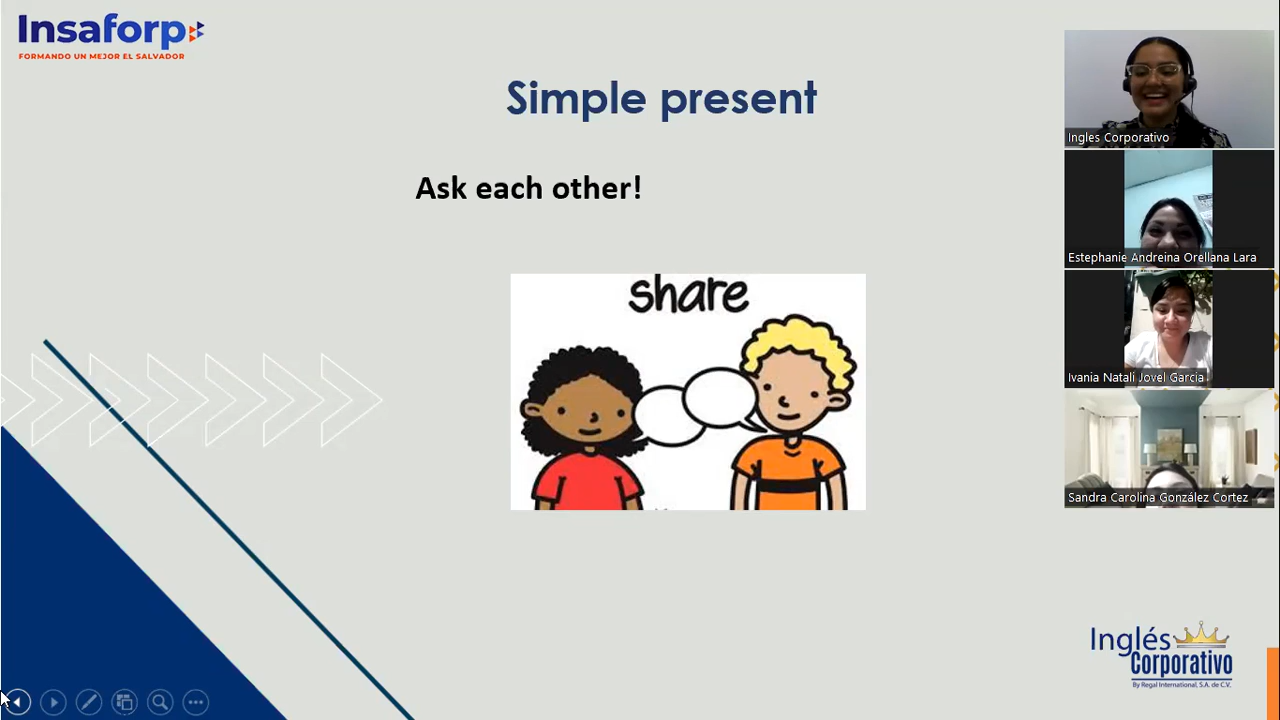 Insaforp
FORMANDO UN MEJOR EL SALVADOR
Simple present
Ask each other!
share
Ingles Corporativo
Estephanie Andreina Orellana Lara
Ivania Natali Jovel García
Sandra Carolina González Cortez
Inglés
Corporativo
By Regal International, S.A. de C.V.